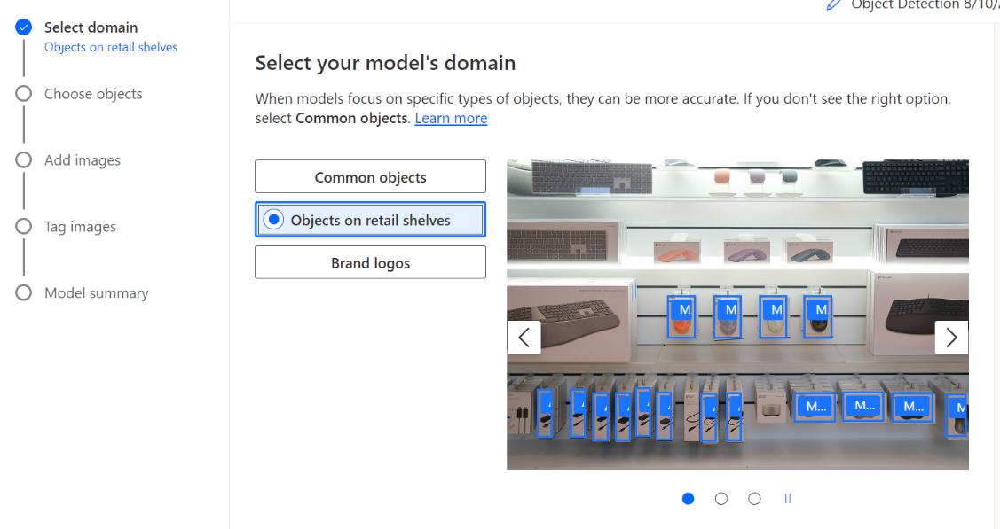 Object Detection 8/10/
Select domain
Objects on retail shelves
Choose objects
Add images
Tag images
Model summary
Select your model's domain
When models focus on specific types of objects, they can be more accurate. If you don't see the right option,
select Common objects. Learn more
Common objects
Objects on retail shelves
Brand logos
M M M M
M... M... M... M